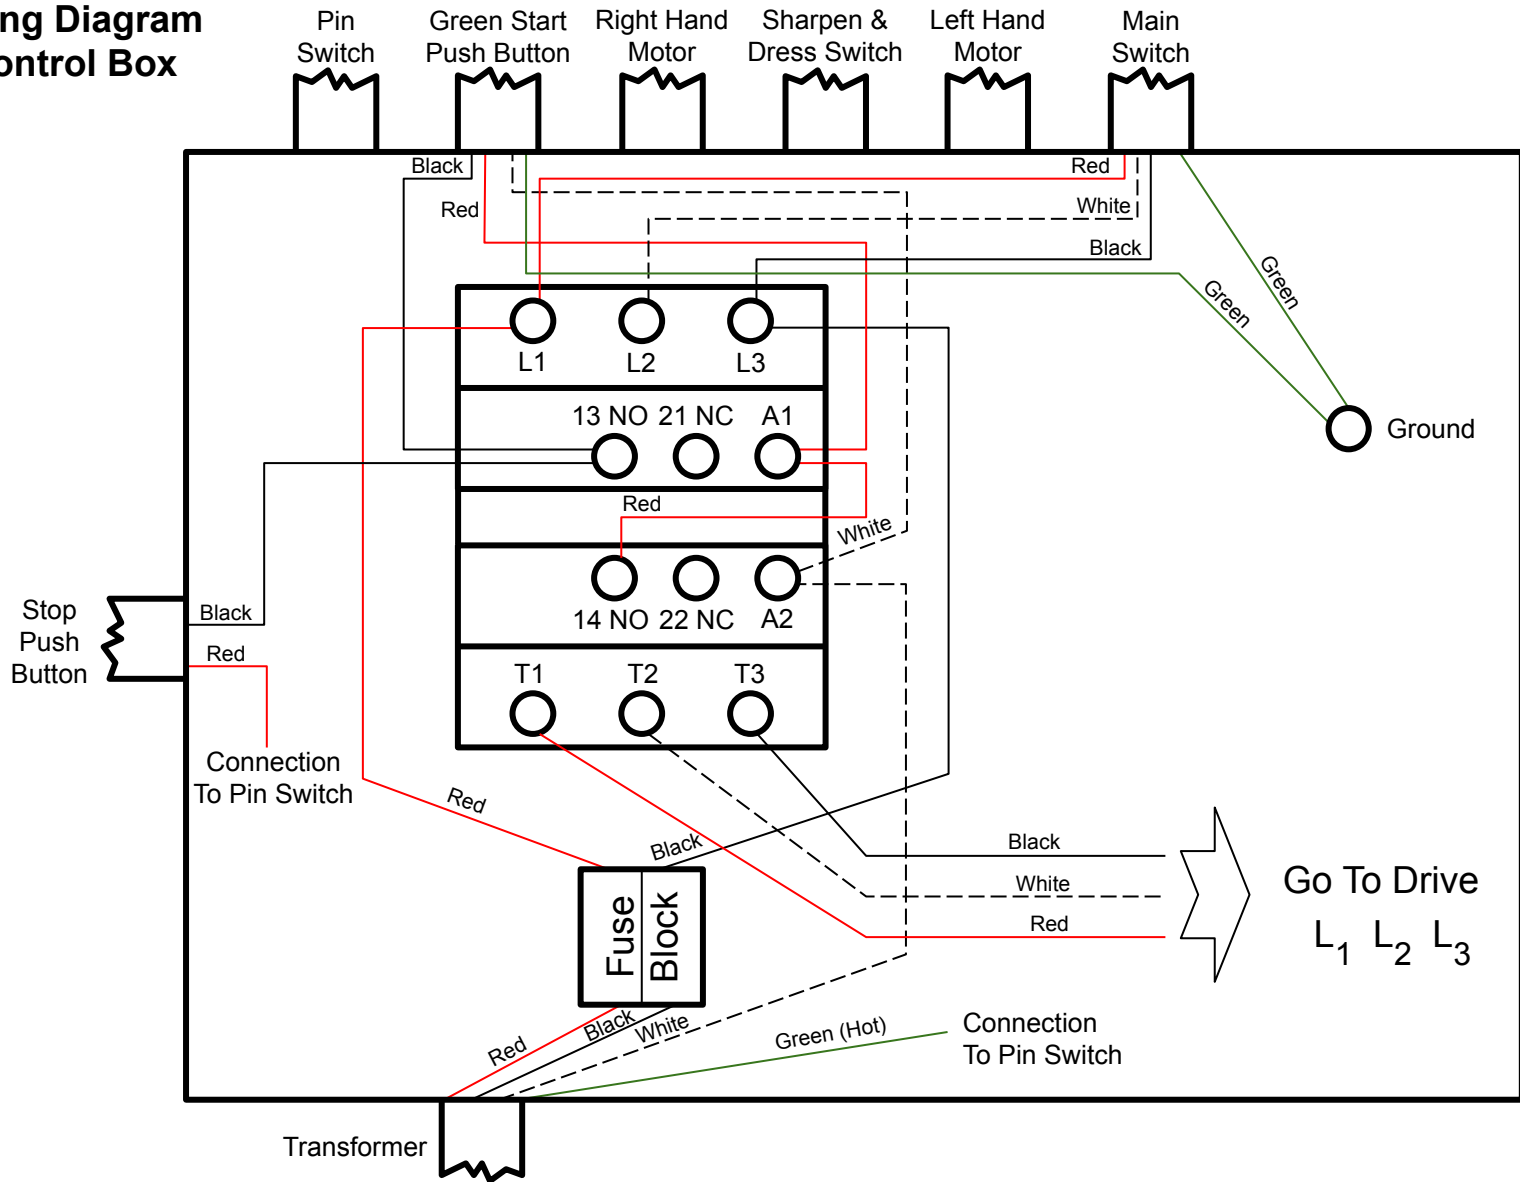 ng Diagram
ontrol Box
Pin
Switch
Green Start
Push Button
Right Hand
Motor
Sharpen &
Dress Switch
Left Hand
Motor
Main
Switch
Black
Red
Red
White
Black
Green
Green
L1
L2
L3
13 NO
21 NC
A1
Ground
Red
White
14 NO
22 NC
A2
Stop
Push
Button
Black
Red
T1
T2
T3
Connection
To Pin Switch
Red
Black
Black
White
Red
Go To Drive
L1 L2 L3
Fuse
Block
Red
Black
White
Green (Hot)
Connection
To Pin Switch
Transformer